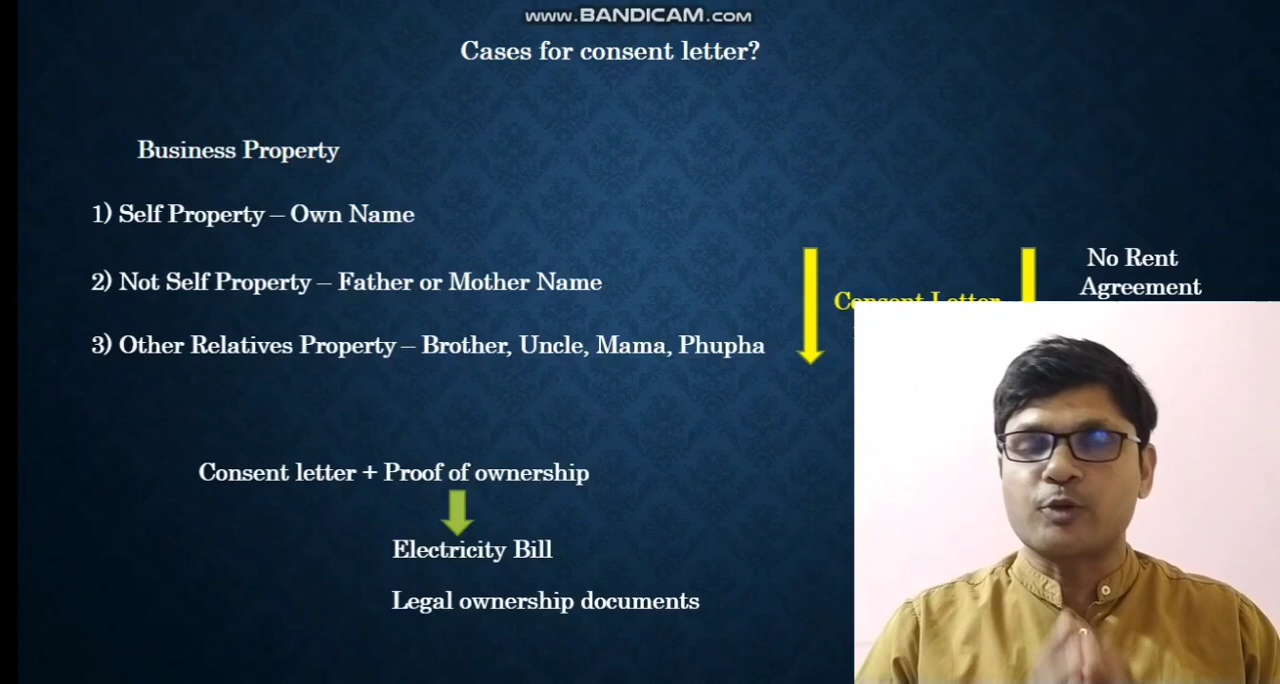 www.BANDICAM.com
Cases for consent letter?
Business Property
1) Self Property – Own Name
No Rent
Agreement
2) Not Self Property – Father or Mother Name
Consent Letter
3) Other Relatives Property – Brother, Uncle, Mama, Phupha
Consent letter + Proof of ownership
Electricity Bill
Legal ownership documents